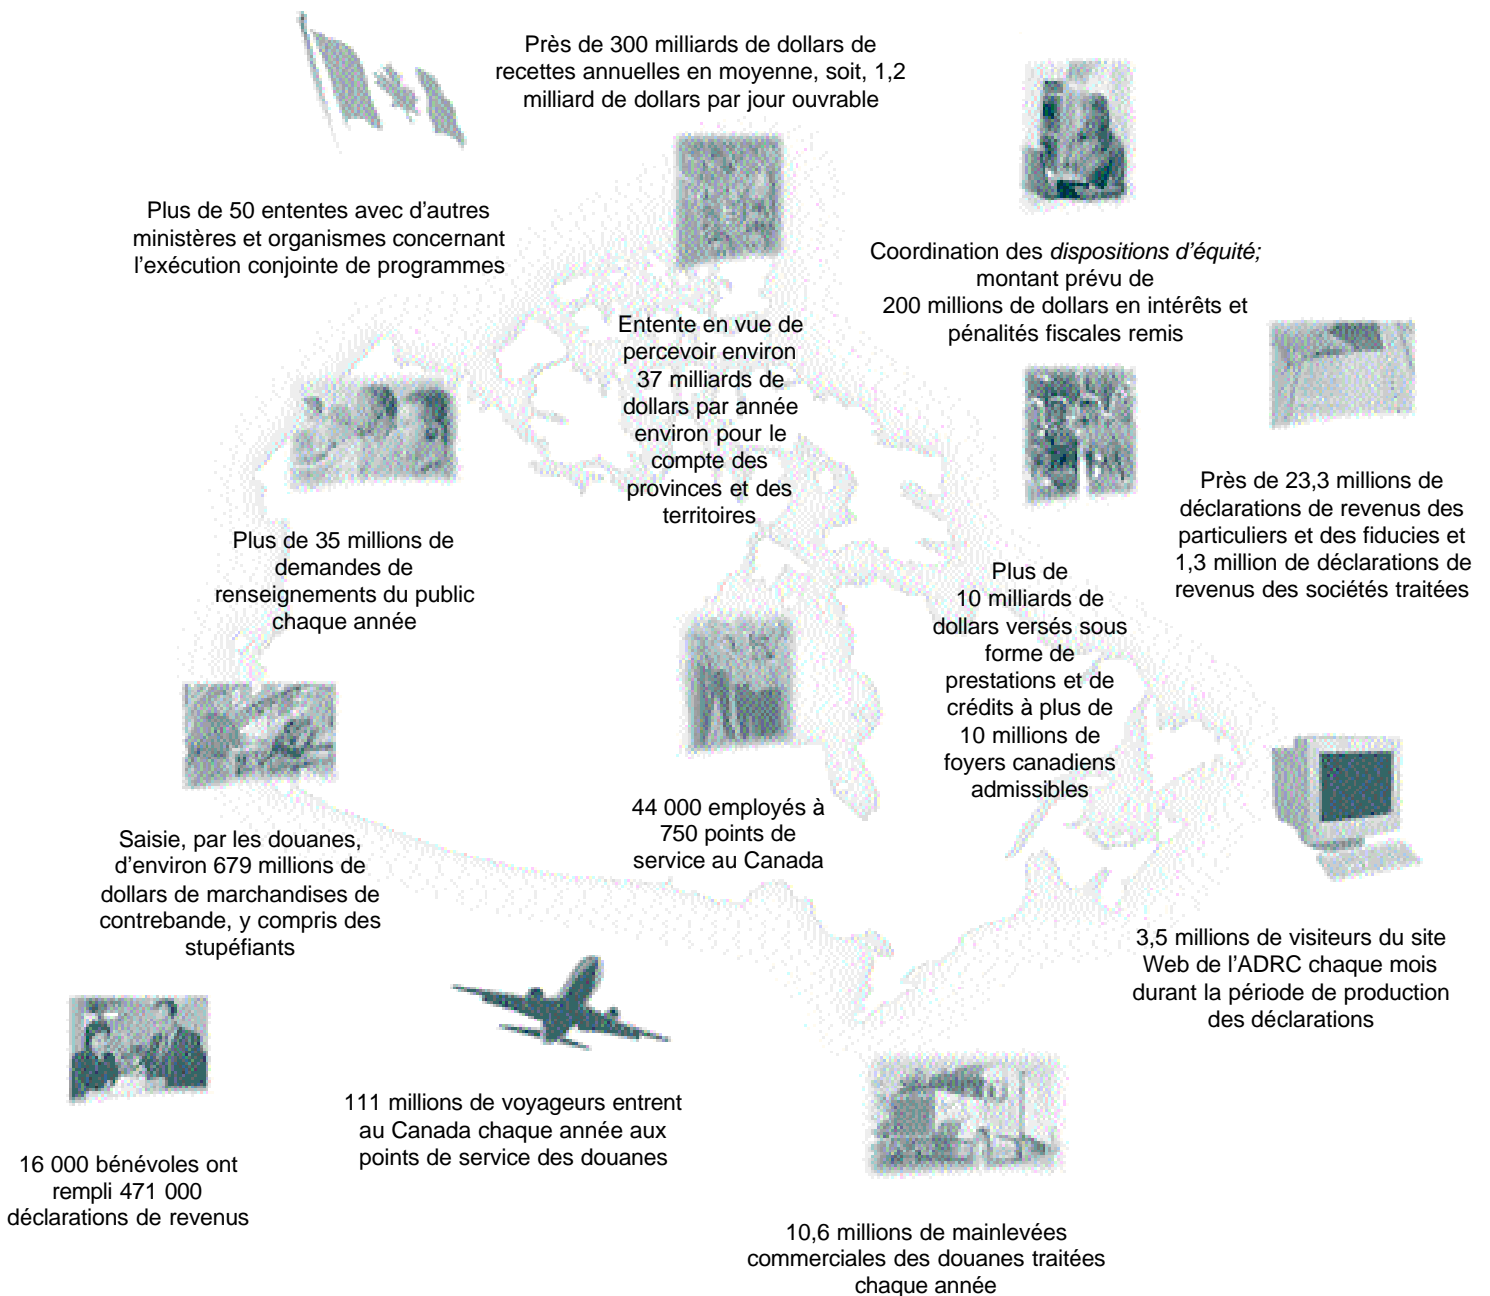 Près de 300 milliards de dollars de
recettes annuelles en moyenne, soit, 1,2
milliard de dollars par jour ouvrable
Plus de 50 ententes avec d'autres
ministères et organismes concernant
l'exécution conjointe de programmes
Coordination des dispositions d'équité;
montant prévu de
200 millions de dollars en intérêts et
pénalités fiscales remis
Entente en vue de
percevoir environ
37 milliards de
dollars par année
environ pour le
compte des
provinces et des
territoires
Près de 23,3 millions de
déclarations de revenus des
particuliers et des fiducies et
1,3 million de déclarations de
revenus des sociétés traitées
Plus de 35 millions de
demandes de
renseignements du public
chaque année
Plus de
10 milliards de
dollars versés sous
forme de
prestations et de
crédits à plus de
10 millions de
foyers canadiens
admissibles
44 000 employés à
750 points de
service au Canada
Saisie, par les douanes,
d'environ 679 millions de
dollars de marchandises de
contrebande, y compris des
stupéfiants
3,5 millions de visiteurs du site
Web de l'ADRC chaque mois
durant la période de production
des déclarations
111 millions de voyageurs entrent
au Canada chaque année aux
points de service des douanes
16 000 bénévoles ont
rempli 471 000
déclarations de revenus
10,6 millions de mainlevées
commerciales des douanes traitées
chaque année